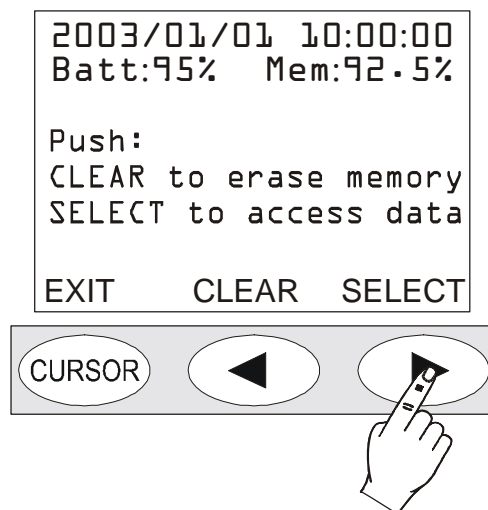 2003/01/01 10:00:00
Batt:95% Mem:92.5%
Push:
CLEAR to erase memory
SELECT to access data
EXIT CLEAR SELECT
CURSOR